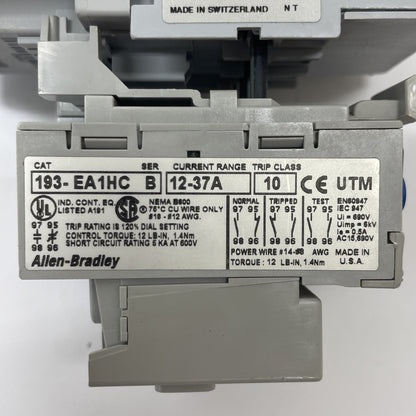 MADE IN SWITZERLAND N T
CAT SER CURRENT RANGE TRIP CLASS
193-EA1HC B 12-37A 10 CE UTM
UL IND. CONT. EQ.
LISTED A191
NEMA B600
75°C CU WIRE ONLY
#18 - #12 AWG.
97 95
98 96
TRIP RATING IS 120% DIAL SETTING
CONTROL TORQUE: 12 LB-IN, 1.4Nm
SHORT CIRCUIT RATING 5 KA AT 600V
Allen-Bradley
NORMAL TRIPPED TEST
97 95 97 95 97 95
98 96 98 96 98 96
POWER WIRE #14- AWG
TORQUE: 12 LB-IN, 1.4Nm
EN60947
IEC 947
Ui = 690V
Uimp = 6kV
Ie = 0.5A
AC15,690V
MADE IN
U.S.A.